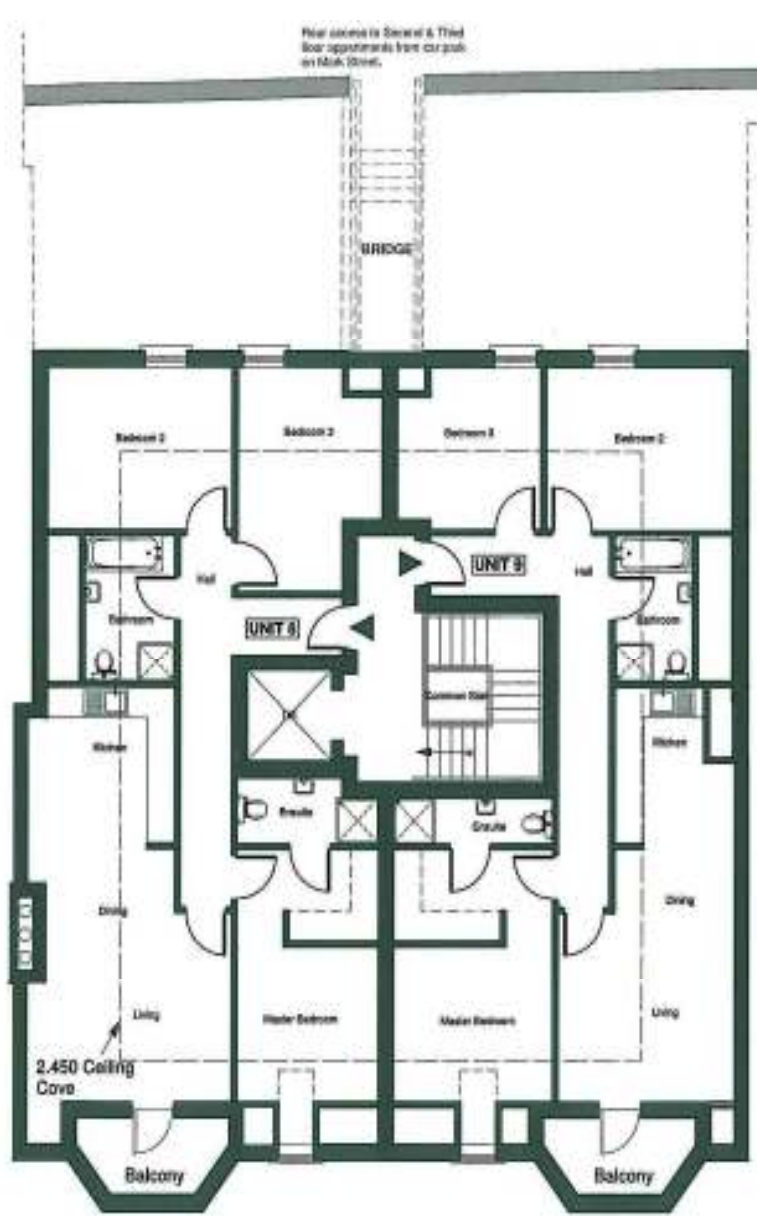 Rear access to Second & Third
floor appartments from car park
on Mark Street.
BRIDGE
Bedroom 2
Bedroom 3
Bedroom 3
Bedroom 2
UNIT 9
Hall
Hall
Bathroom
UNIT 8
Bathroom
Common Stair
Kitchen
Kitchen
Ensuite
Ensuite
Dining
Dining
Living
Master Bedroom
Master Bedroom
Living
2.450 Ceiling
Cove
Balcony
Balcony